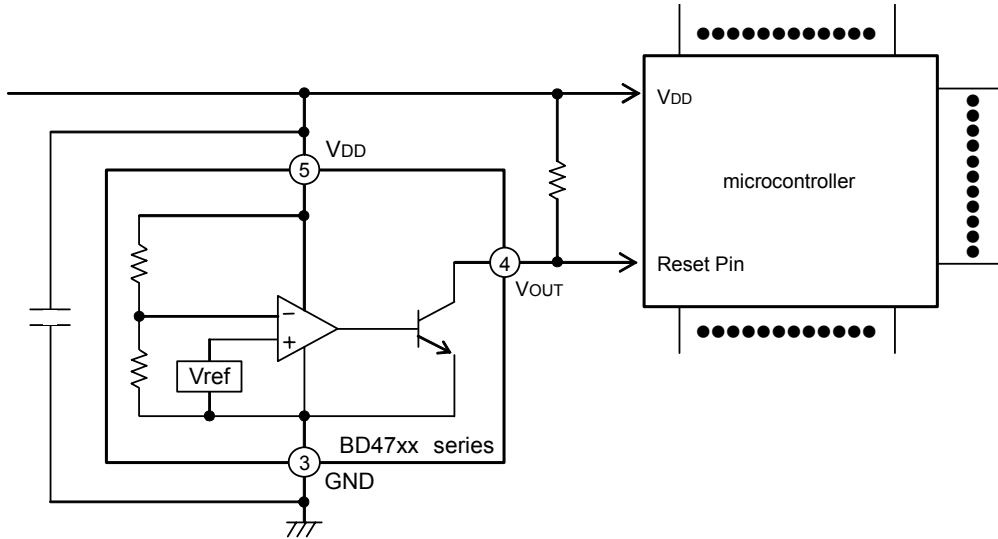 VDD
VDD
5
microcontroller
4
Reset Pin
VOUT
−
+
Vref
BD47xx series
3
GND